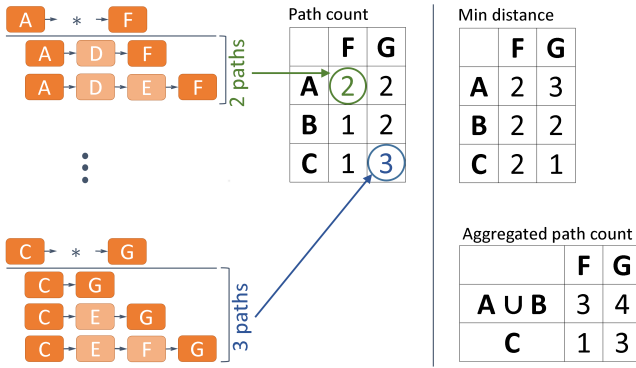 A * F
A D F
A D E F
2 paths
C * G
C G
C E G
C E F G
3 paths
Path count
F G
A 2 2
B 1 2
C 1 3
Min distance
F G
A 2 3
B 2 2
C 2 1
Aggregated path count
F G
A ∪ B 3 4
C 1 3